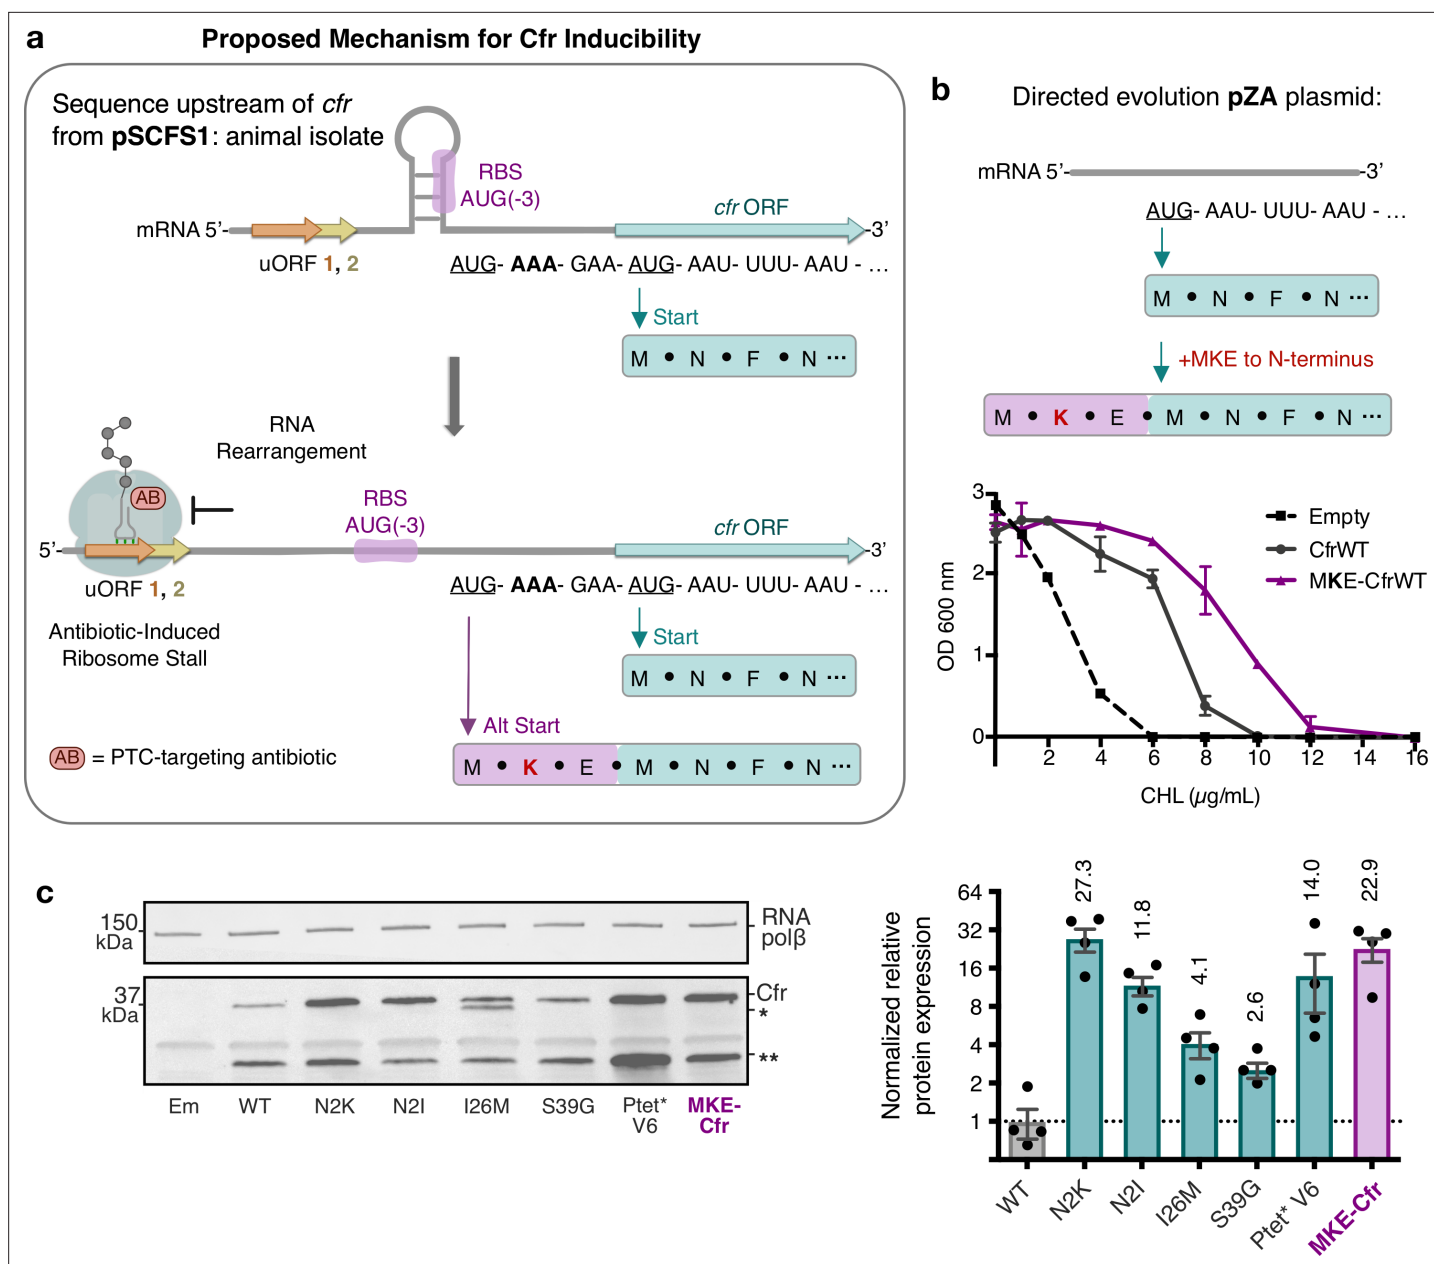 a
Proposed Mechanism for Cfr Inducibility
Sequence upstream of cfr
from pSCFS1: animal isolate
RBS
AUG(-3)
cfr ORF
mRNA 5’-
-3’
uORF 1, 2
AUG- AAA- GAA- AUG- AAU- UUU- AAU - ...
Start
M • N • F • N ···
RNA
Rearrangement
AB
RBS
AUG(-3)
cfr ORF
5’-
-3’
uORF 1, 2
AUG- AAA- GAA- AUG- AAU- UUU- AAU - ...
Antibiotic-Induced
Ribosome Stall
Start
M • N • F • N ···
Alt Start
AB = PTC-targeting antibiotic
M • K • E • M • N • F • N ···
b
Directed evolution pZA plasmid:
mRNA 5’-
-3’
AUG- AAU- UUU- AAU - ...
M • N • F • N ···
+MKE to N-terminus
M • K • E • M • N • F • N ···
3
2
1
0
OD 600 nm
Empty
CfrWT
MKE-CfrWT
2 4 6 8 10 12 14 16
CHL (µg/mL)
c
150
kDa
RNA
polβ
37
kDa
Cfr
*
**
Em WT N2K N2I I26M S39G Ptet* V6 MKE-Cfr
Normalized relative
protein expression
64
32
16
8
4
2
1
27.3
11.8
4.1
2.6
14.0
22.9
WT N2K N2I I26M S39G Ptet* V6 MKE-Cfr